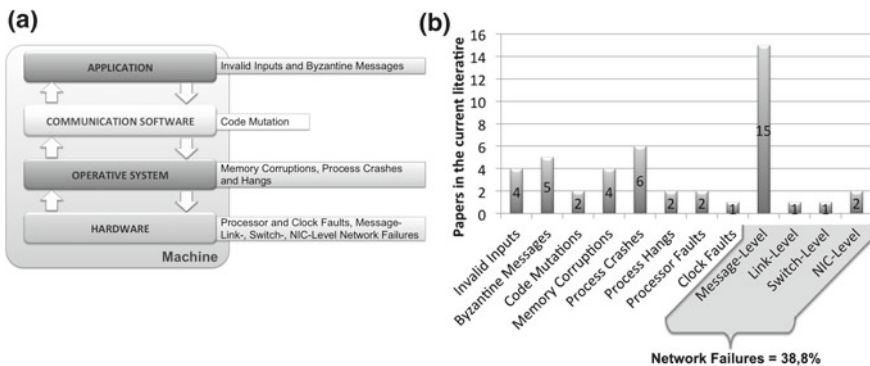 (a)
APPLICATION
Invalid Inputs and Byzantine Messages
COMMUNICATION SOFTWARE
Code Mutation
OPERATIVE SYSTEM
Memory Corruptions, Process Crashes
and Hangs
HARDWARE
Processor and Clock Faults, Message-
Link-, Switch-, NIC-Level Network Failures
Machine
(b)
Papers in the current literatire
16
14
12
10
8
6
4
2
0
4
5
2
4
6
2
2
1
15
1
1
2
Invalid Inputs
Byzantine Messages
Code Mutations
Memory Corruptions
Process Crashes
Process Hangs
Processor Faults
Clock Faults
Message-Level
Link-Level
Switch-Level
NIC-Level
Network Failures = 38,8%